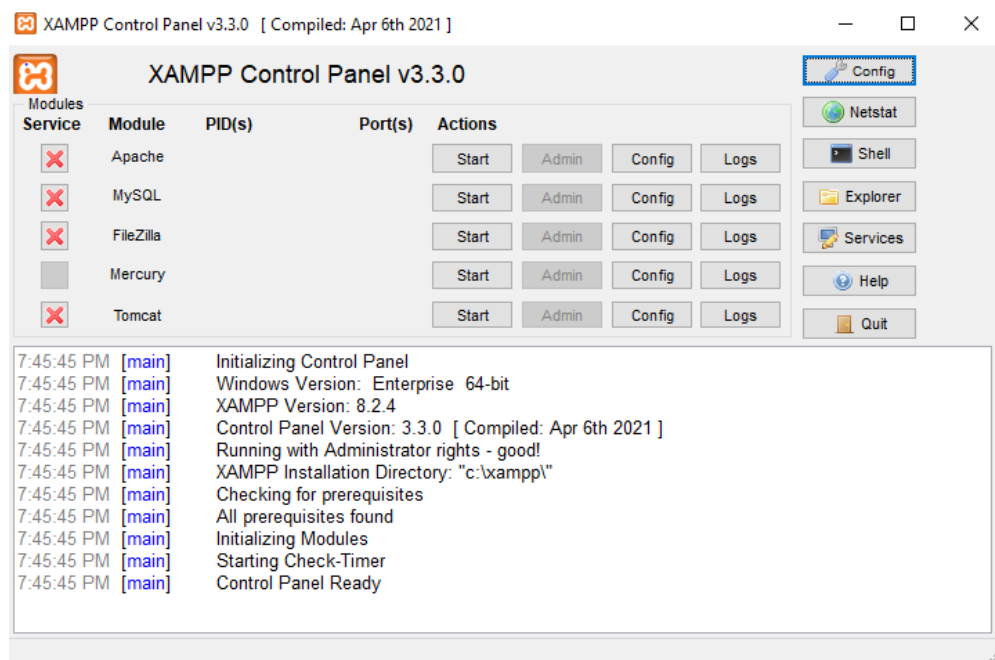 XAMPP Control Panel v3.3.0 [ Compiled: Apr 6th 2021 ]
XAMPP Control Panel v3.3.0
Config
Modules
Service Module PID(s) Port(s) Actions
Netstat
Apache Start Admin Config Logs
Shell
MySQL Start Admin Config Logs
Explorer
FileZilla Start Admin Config Logs
Services
Mercury Start Admin Config Logs
Help
Tomcat Start Admin Config Logs
Quit
7:45:45 PM [main] Initializing Control Panel
7:45:45 PM [main] Windows Version: Enterprise 64-bit
7:45:45 PM [main] XAMPP Version: 8.2.4
7:45:45 PM [main] Control Panel Version: 3.3.0 [ Compiled: Apr 6th 2021 ]
7:45:45 PM [main] Running with Administrator rights - good!
7:45:45 PM [main] XAMPP Installation Directory: "c:\xampp\"
7:45:45 PM [main] Checking for prerequisites
7:45:45 PM [main] All prerequisites found
7:45:45 PM [main] Initializing Modules
7:45:45 PM [main] Starting Check-Timer
7:45:45 PM [main] Control Panel Ready